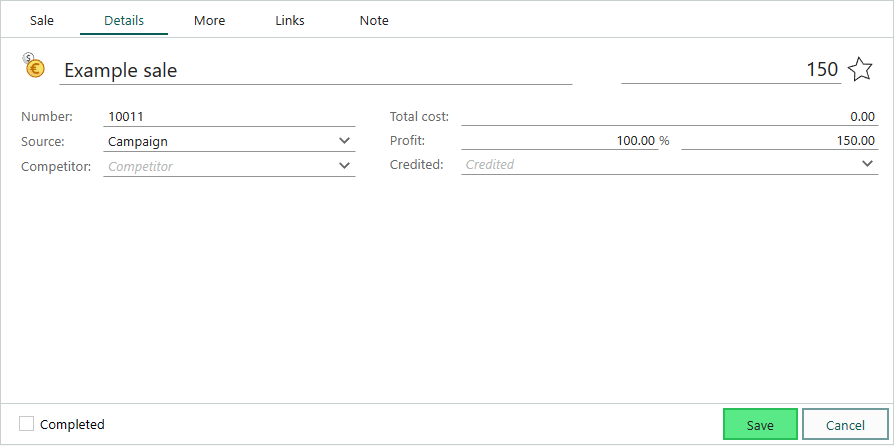 Sale Details More Links Note
Example sale 150
Number: 10011 Total cost: 0.00
Source: Campaign Profit: 100.00 % 150.00
Competitor: Competitor Credited: Credited
Completed Save Cancel